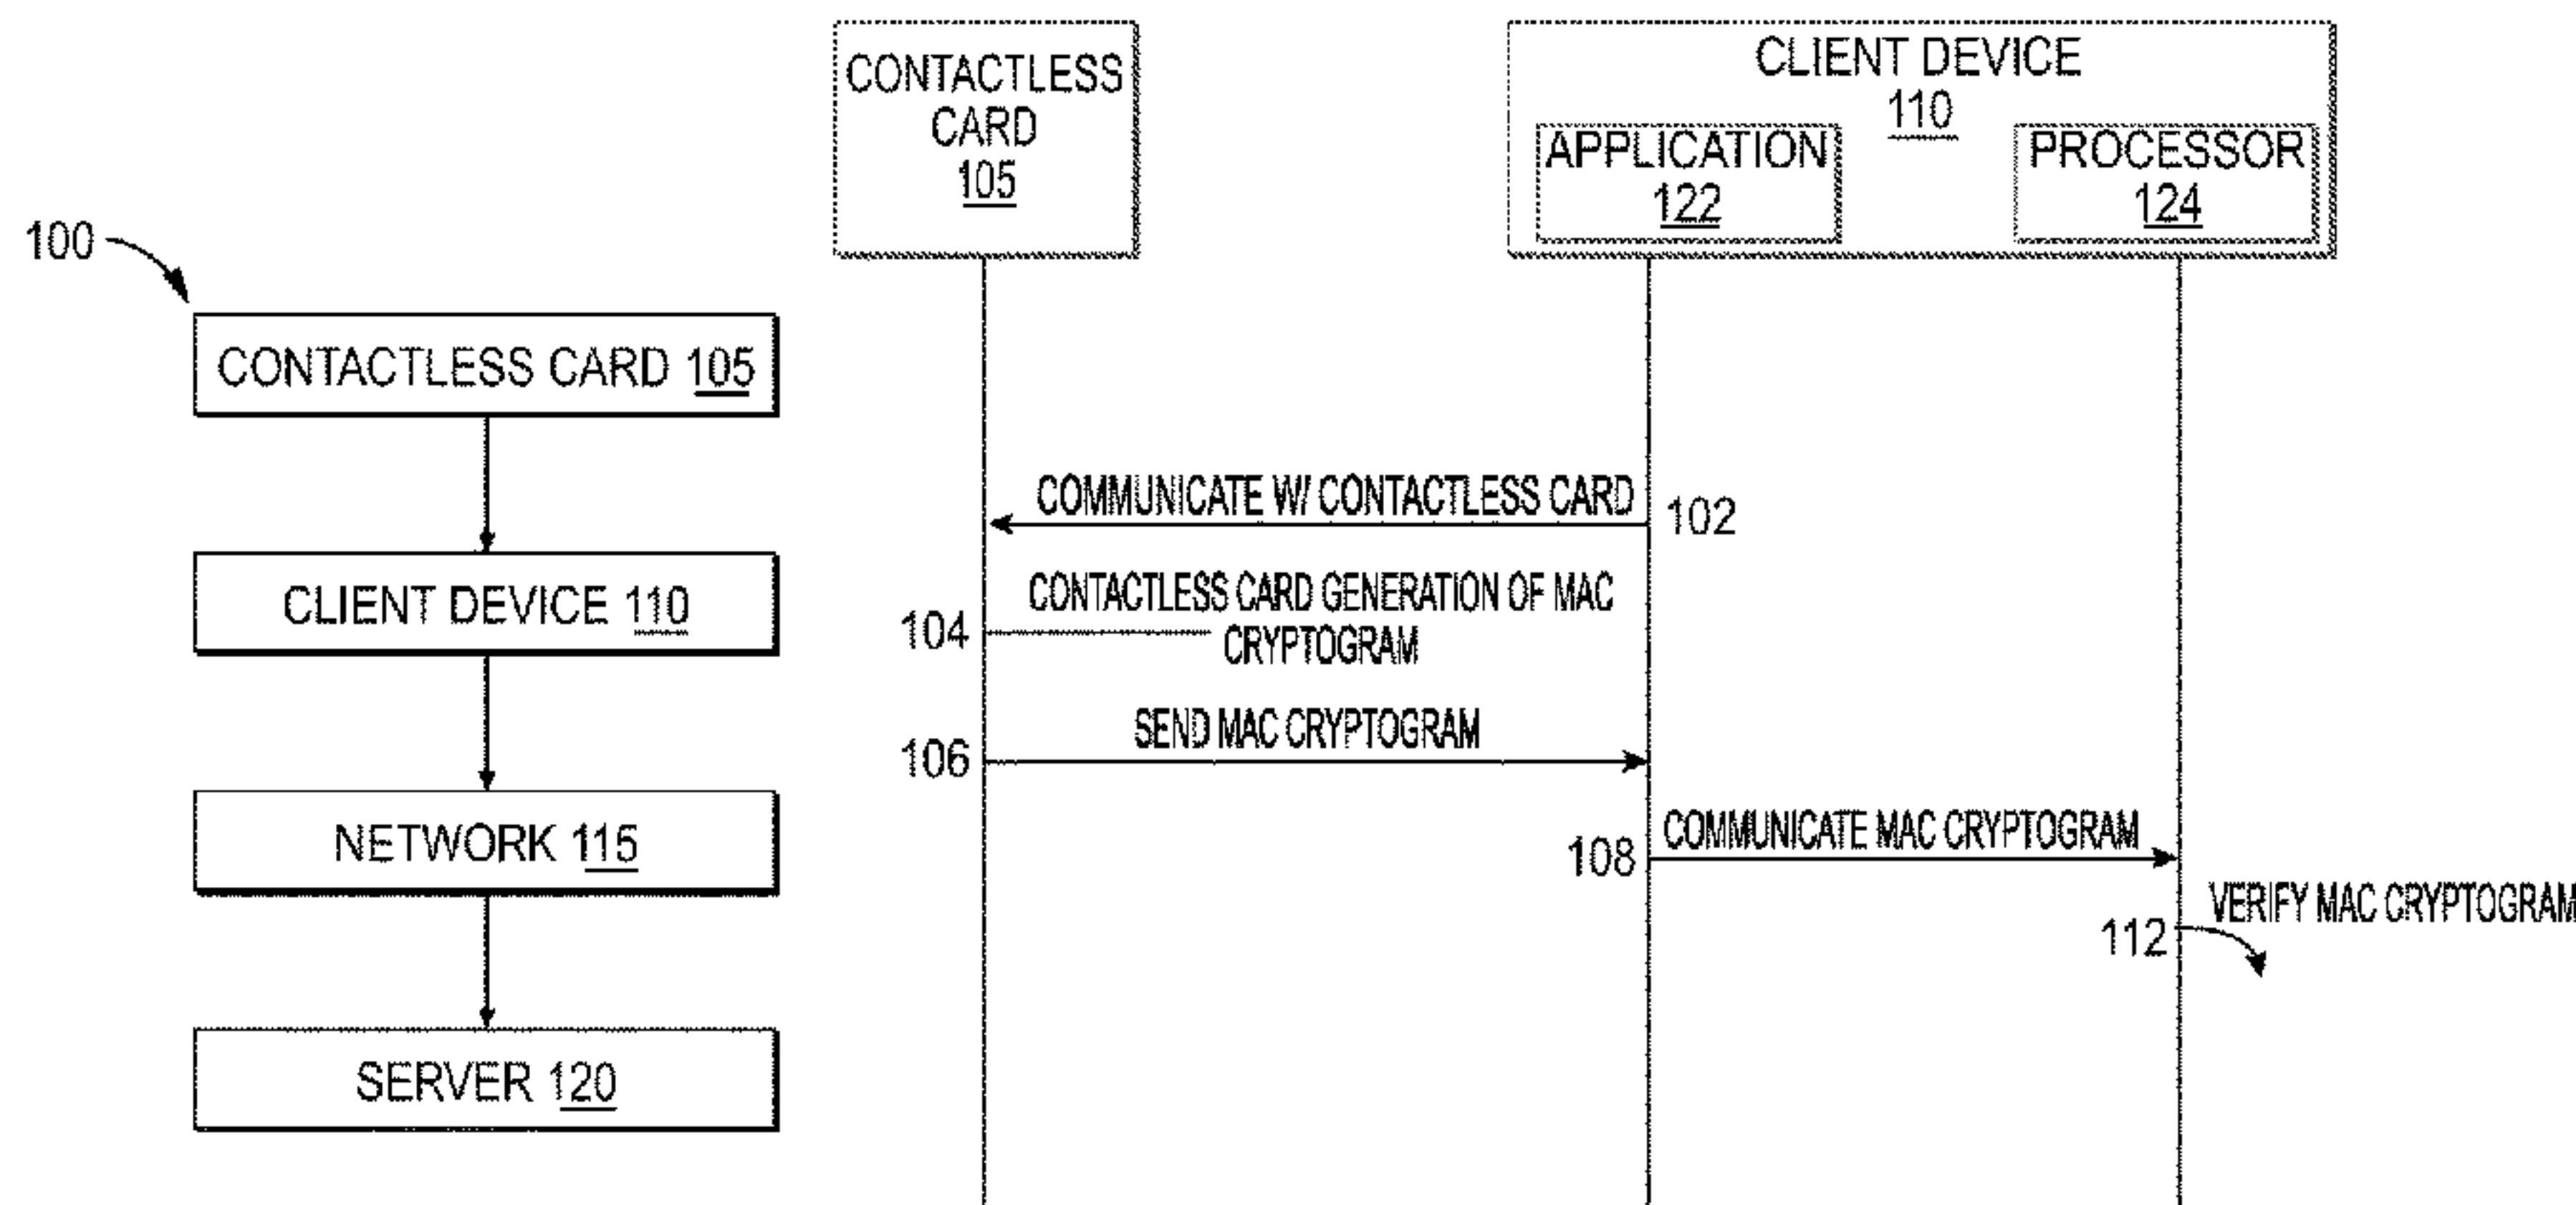 100
CONTACTLESS CARD 105
CLIENT DEVICE 110
NETWORK 115
SERVER 120
CONTACTLESS
CARD
105
CLIENT DEVICE
110
APPLICATION
122
PROCESSOR
124
COMMUNICATE W/ CONTACTLESS CARD
102
CONTACTLESS CARD GENERATION OF MAC
104
CRYPTOGRAM
SEND MAC CRYPTOGRAM
106
COMMUNICATE MAC CRYPTOGRAM
108
VERIFY MAC CRYPTOGRAM
112